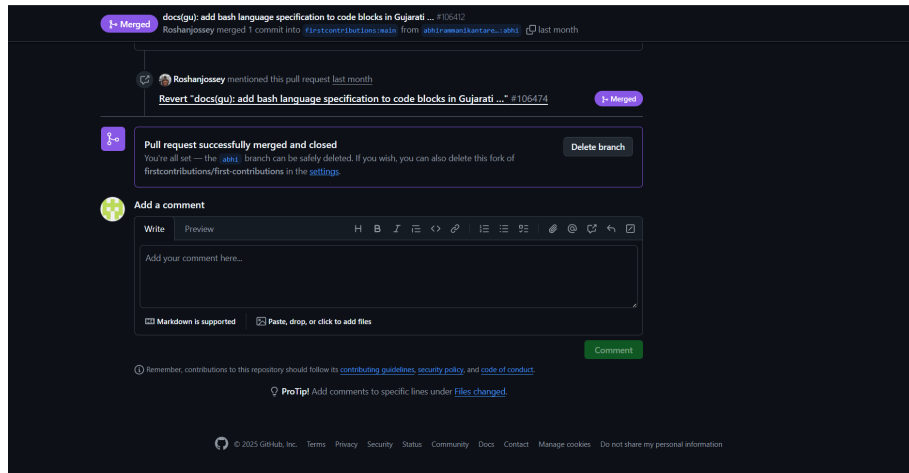 Merged
docs(gu): add bash language specification to code blocks in Gujarati ... #106412
Roshanjossey merged 1 commit into firstcontributions:main from abhirammanikantare…:abhi last month
Roshanjossey mentioned this pull request last month
Revert "docs(gu): add bash language specification to code blocks in Gujarati ..." #106474
Merged
Pull request successfully merged and closed
You're all set — the abhi branch can be safely deleted. If you wish, you can also delete this fork of
firstcontributions/first-contributions in the settings.
Delete branch
Add a comment
Write Preview
Add your comment here...
Markdown is supported Paste, drop, or click to add files
Comment
Remember, contributions to this repository should follow its contributing guidelines, security policy, and code of conduct.
ProTip! Add comments to specific lines under Files changed.
© 2025 GitHub, Inc. Terms Privacy Security Status Community Docs Contact Manage cookies Do not share my personal information